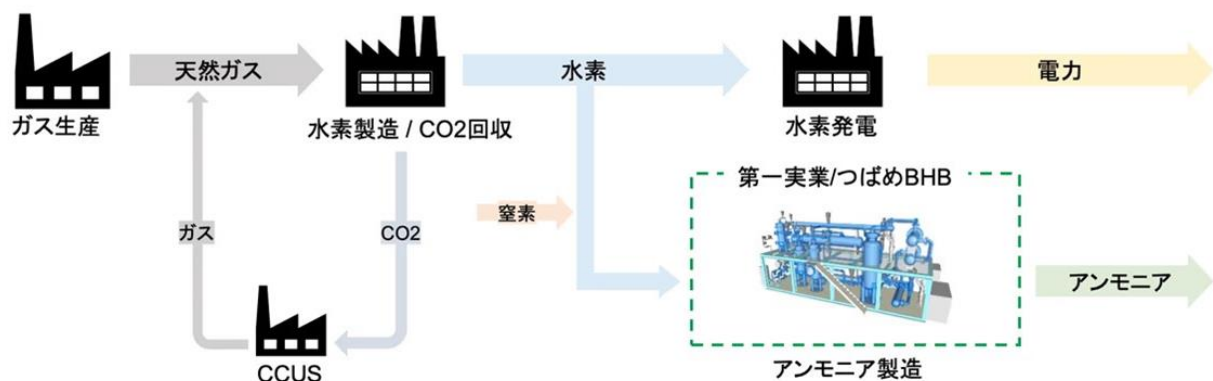 天然ガス
水素
電力
ガス生産
水素製造 / CO2回収
水素発電
第一実業/つばめBHB
窒素
ガス
CO2
アンモニア
CCUS
アンモニア製造